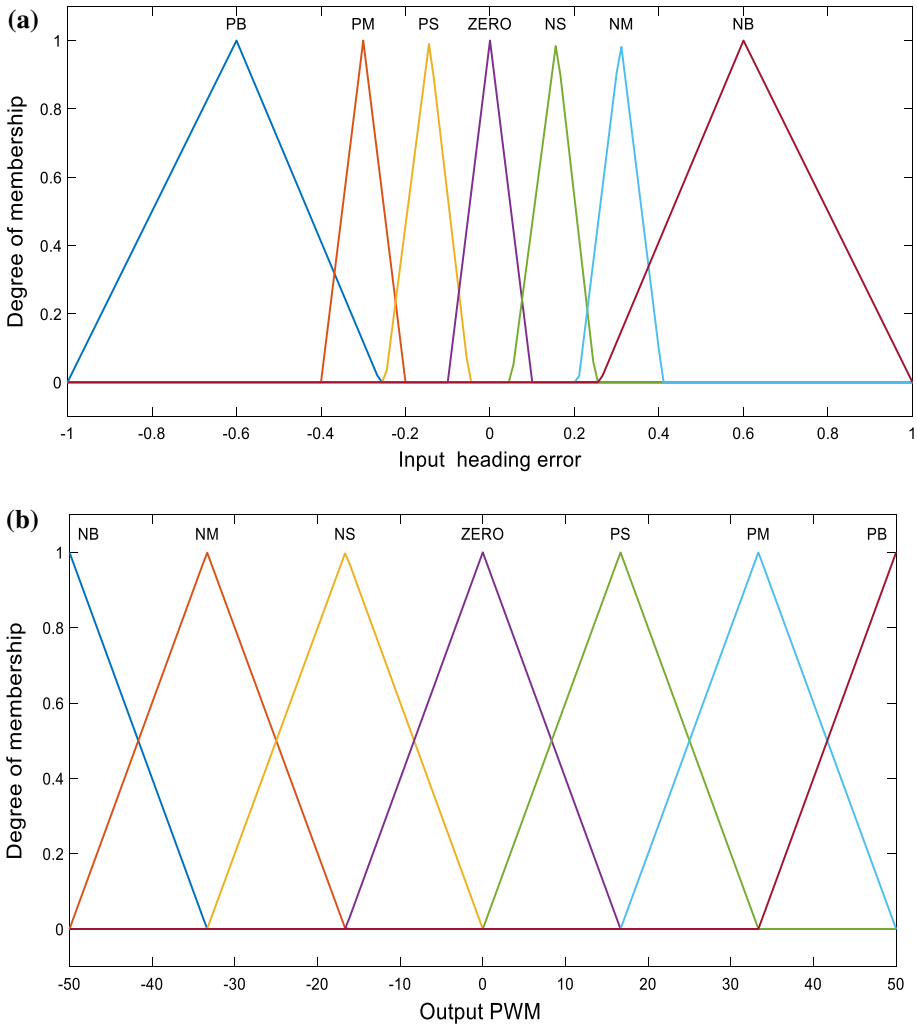 (a)
PB PM PS ZERO NS NM NB
1
0.8
0.6
0.4
0.2
0
Degree of membership
-1 -0.8 -0.6 -0.4 -0.2 0 0.2 0.4 0.6 0.8 1
Input heading error
(b)
NB NM NS ZERO PS PM PB
1
0.8
0.6
0.4
0.2
0
Degree of membership
-50 -40 -30 -20 -10 0 10 20 30 40 50
Output PWM